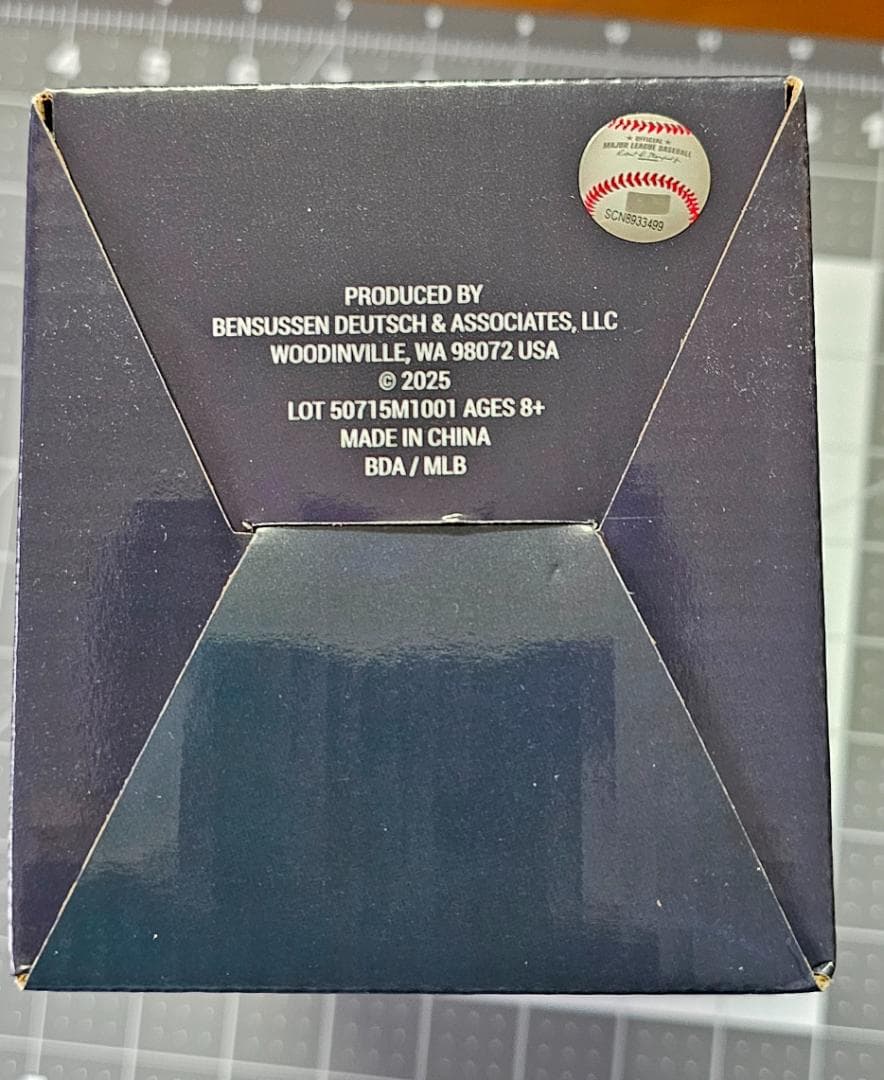 ★ OFFICIAL ★
MAJOR LEAGUE BASEBALL
SCN8933499
PRODUCED BY
BENSUSSEN DEUTSCH & ASSOCIATES, LLC
WOODINVILLE, WA 98072 USA
© 2025
LOT 50715M1001 AGES 8+
MADE IN CHINA
BDA / MLB